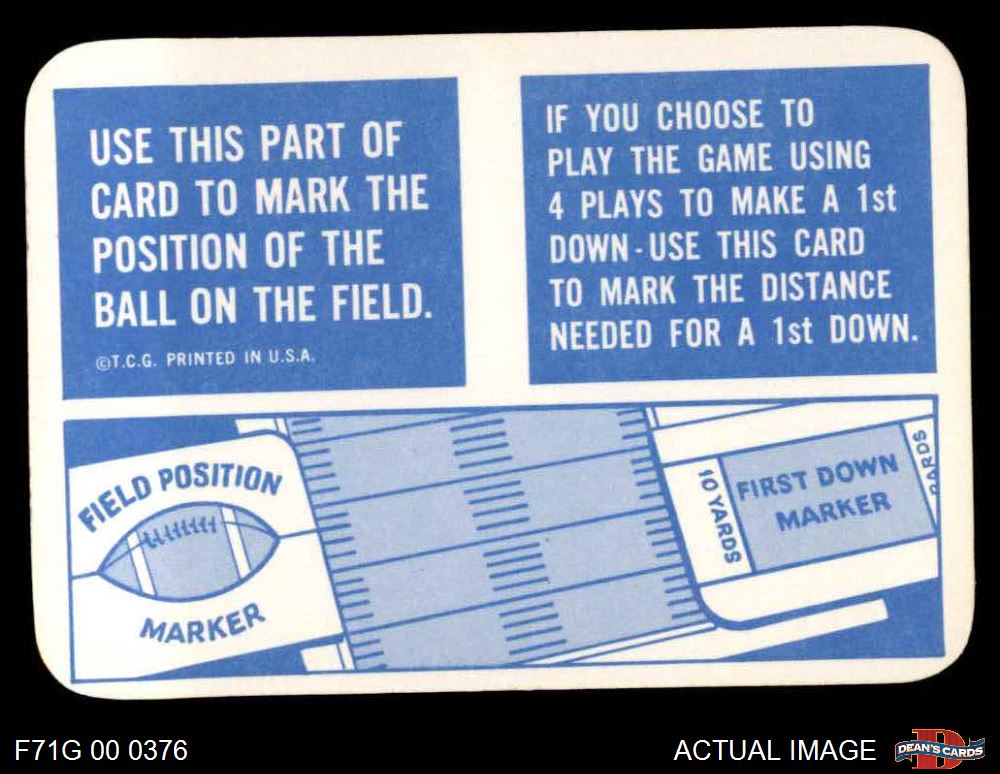 USE THIS PART OF
CARD TO MARK THE
POSITION OF THE
BALL ON THE FIELD.
©T.C.G. PRINTED IN U.S.A.
IF YOU CHOOSE TO
PLAY THE GAME USING
4 PLAYS TO MAKE A 1st
DOWN-USE THIS CARD
TO MARK THE DISTANCE
NEEDED FOR A 1st DOWN.
FIELD POSITION
MARKER
10 YARDS
FIRST DOWN
MARKER
F71G 00 0376
ACTUAL IMAGE
DEAN'S CARDS